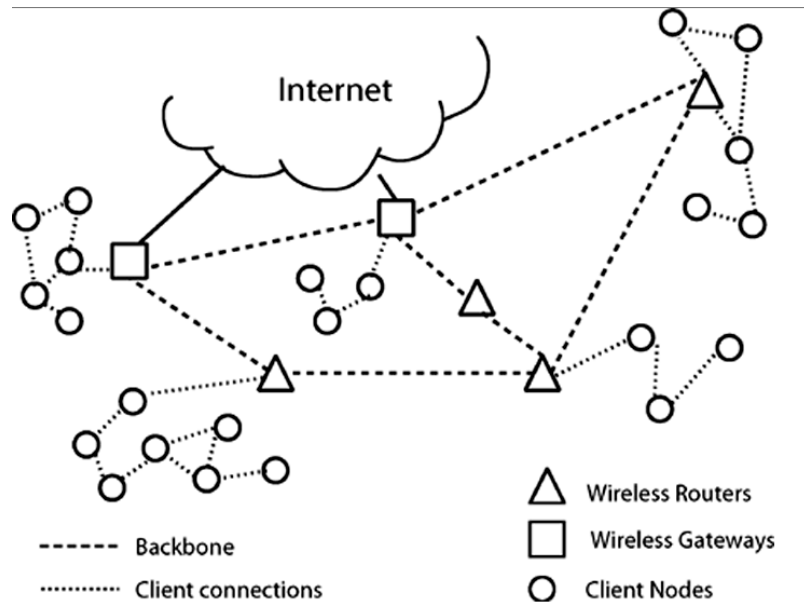 Internet
Wireless Routers
Backbone
Wireless Gateways
Client connections
Client Nodes